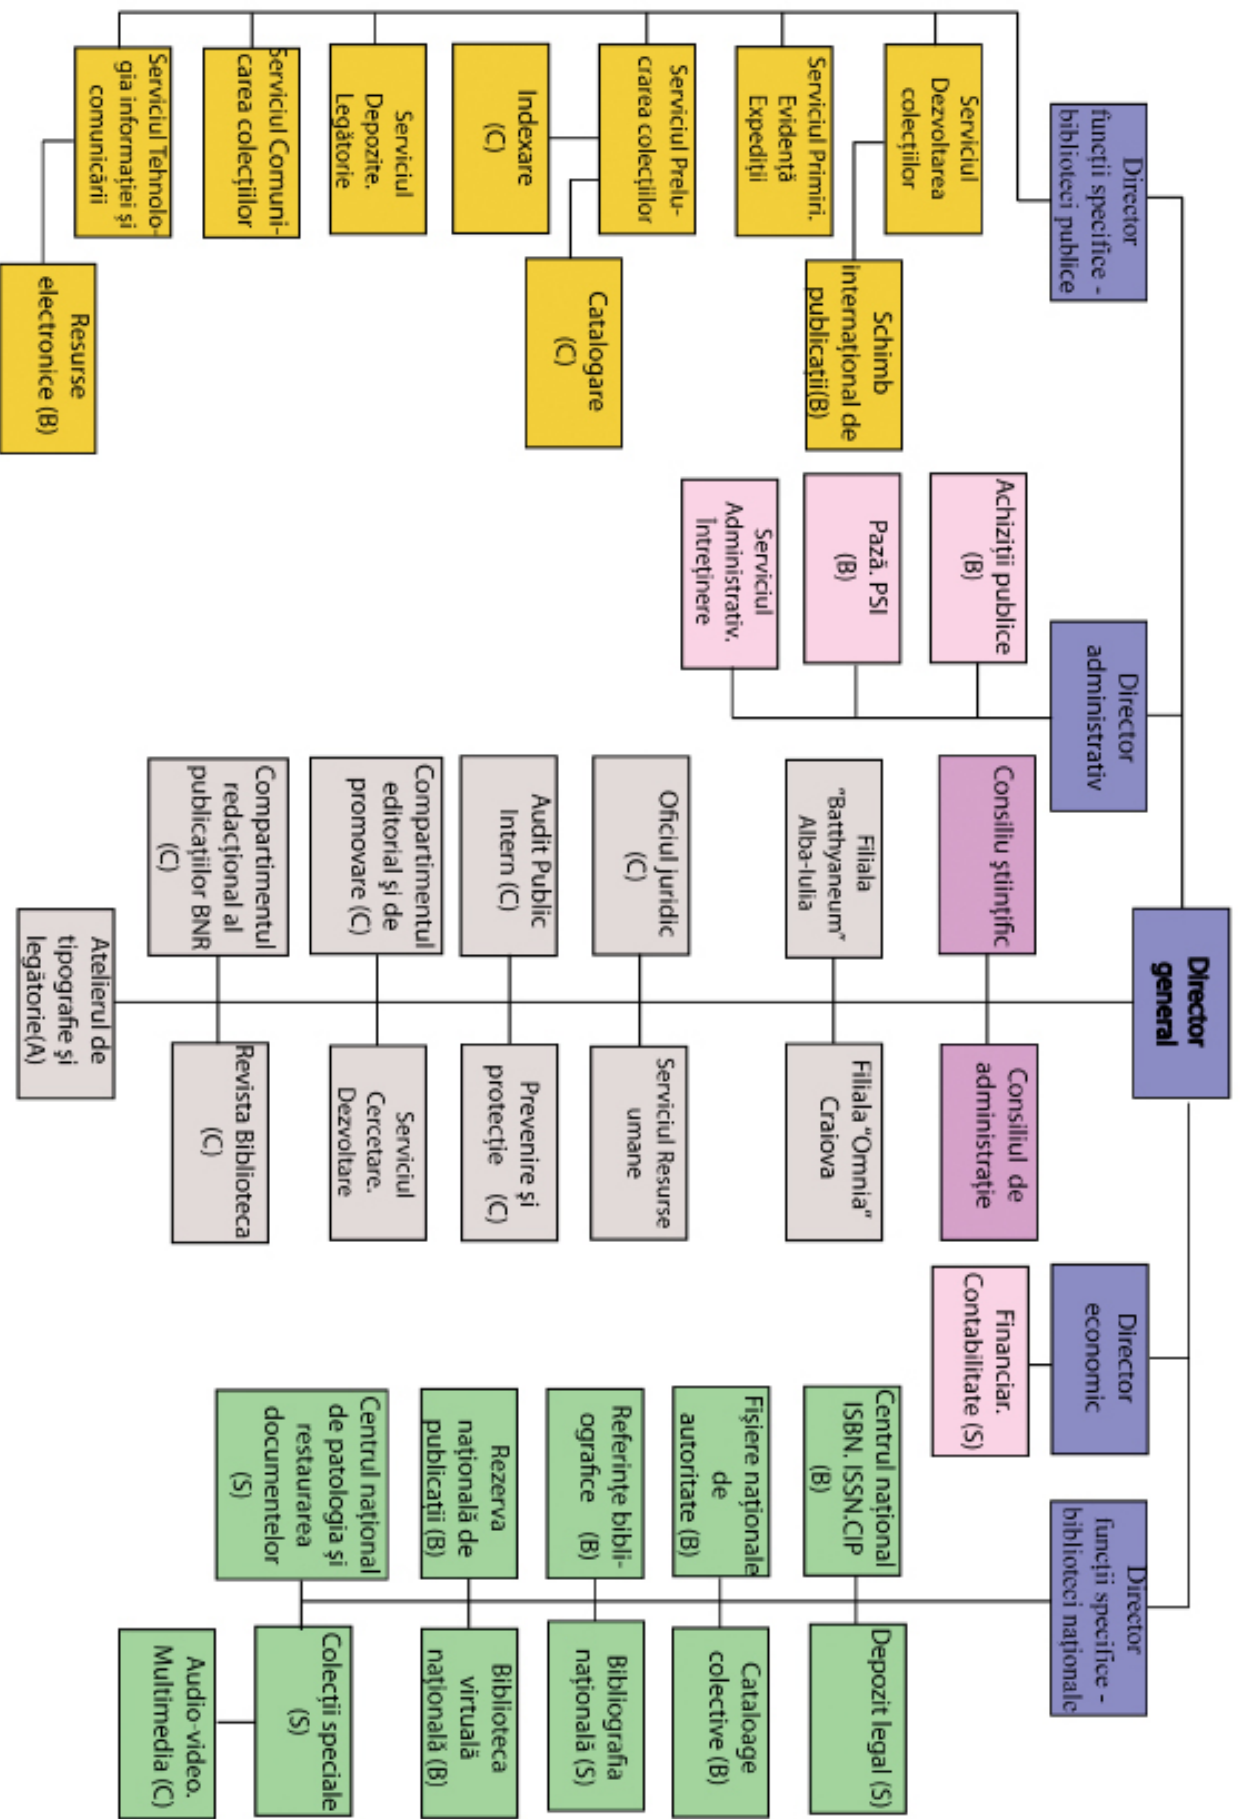 Director
general
Director
funcții specifice -
biblioteci publice
Director
administrativ
Director
economic
Director
funcții specifice -
biblioteci naționale
Serviciul
Dezvoltarea
colecțiilor
Schimb
internațional de
publicații(B)
Serviciul Primiri.
Evidență
Expediții
Serviciul Prelu-
crarea colecțiilor
Catalogare
(C)
Indexare
(C)
Serviciul
Depozite.
Legătorie
Serviciul Comuni-
carea colecțiilor
Serviciul Tehnolo-
gia informației și
comunicării
Resurse
electronice (B)
Achiziții publice
(B)
Pază. PSI
(B)
Serviciul
Administrativ.
Întreținere
Consiliu științific
Consiliul de
administrație
Filiala
"Batthyaneum"
Alba-Iulia
Filiala "Omnia"
Craiova
Oficiul juridic
(C)
Serviciul Resurse
umane
Audit Public
Intern (C)
Prevenire și
protecție (C)
Compartimentul
editorial și de
promovare (C)
Serviciul
Cercetare.
Dezvoltare
Compartimentul
redacțional al
publicațiilor BNR
(C)
Revista Biblioteca
(C)
Atelierul de
tipografie și
legătorie(A)
Financiar.
Contabilitate (S)
Centrul național
ISBN. ISSN.CIP
(B)
Depozit legal (S)
Fișiere naționale
de
autoritate (B)
Cataloage
colective (B)
Referințe bibli-
ografice (B)
Bibliografia
națională (S)
Rezerva
națională de
publicații (B)
Biblioteca
virtuală
națională (B)
Centrul național
de patologia și
restaurarea
documentelor
(S)
Colecții speciale
(S)
Audio-video.
Multimedia (C)